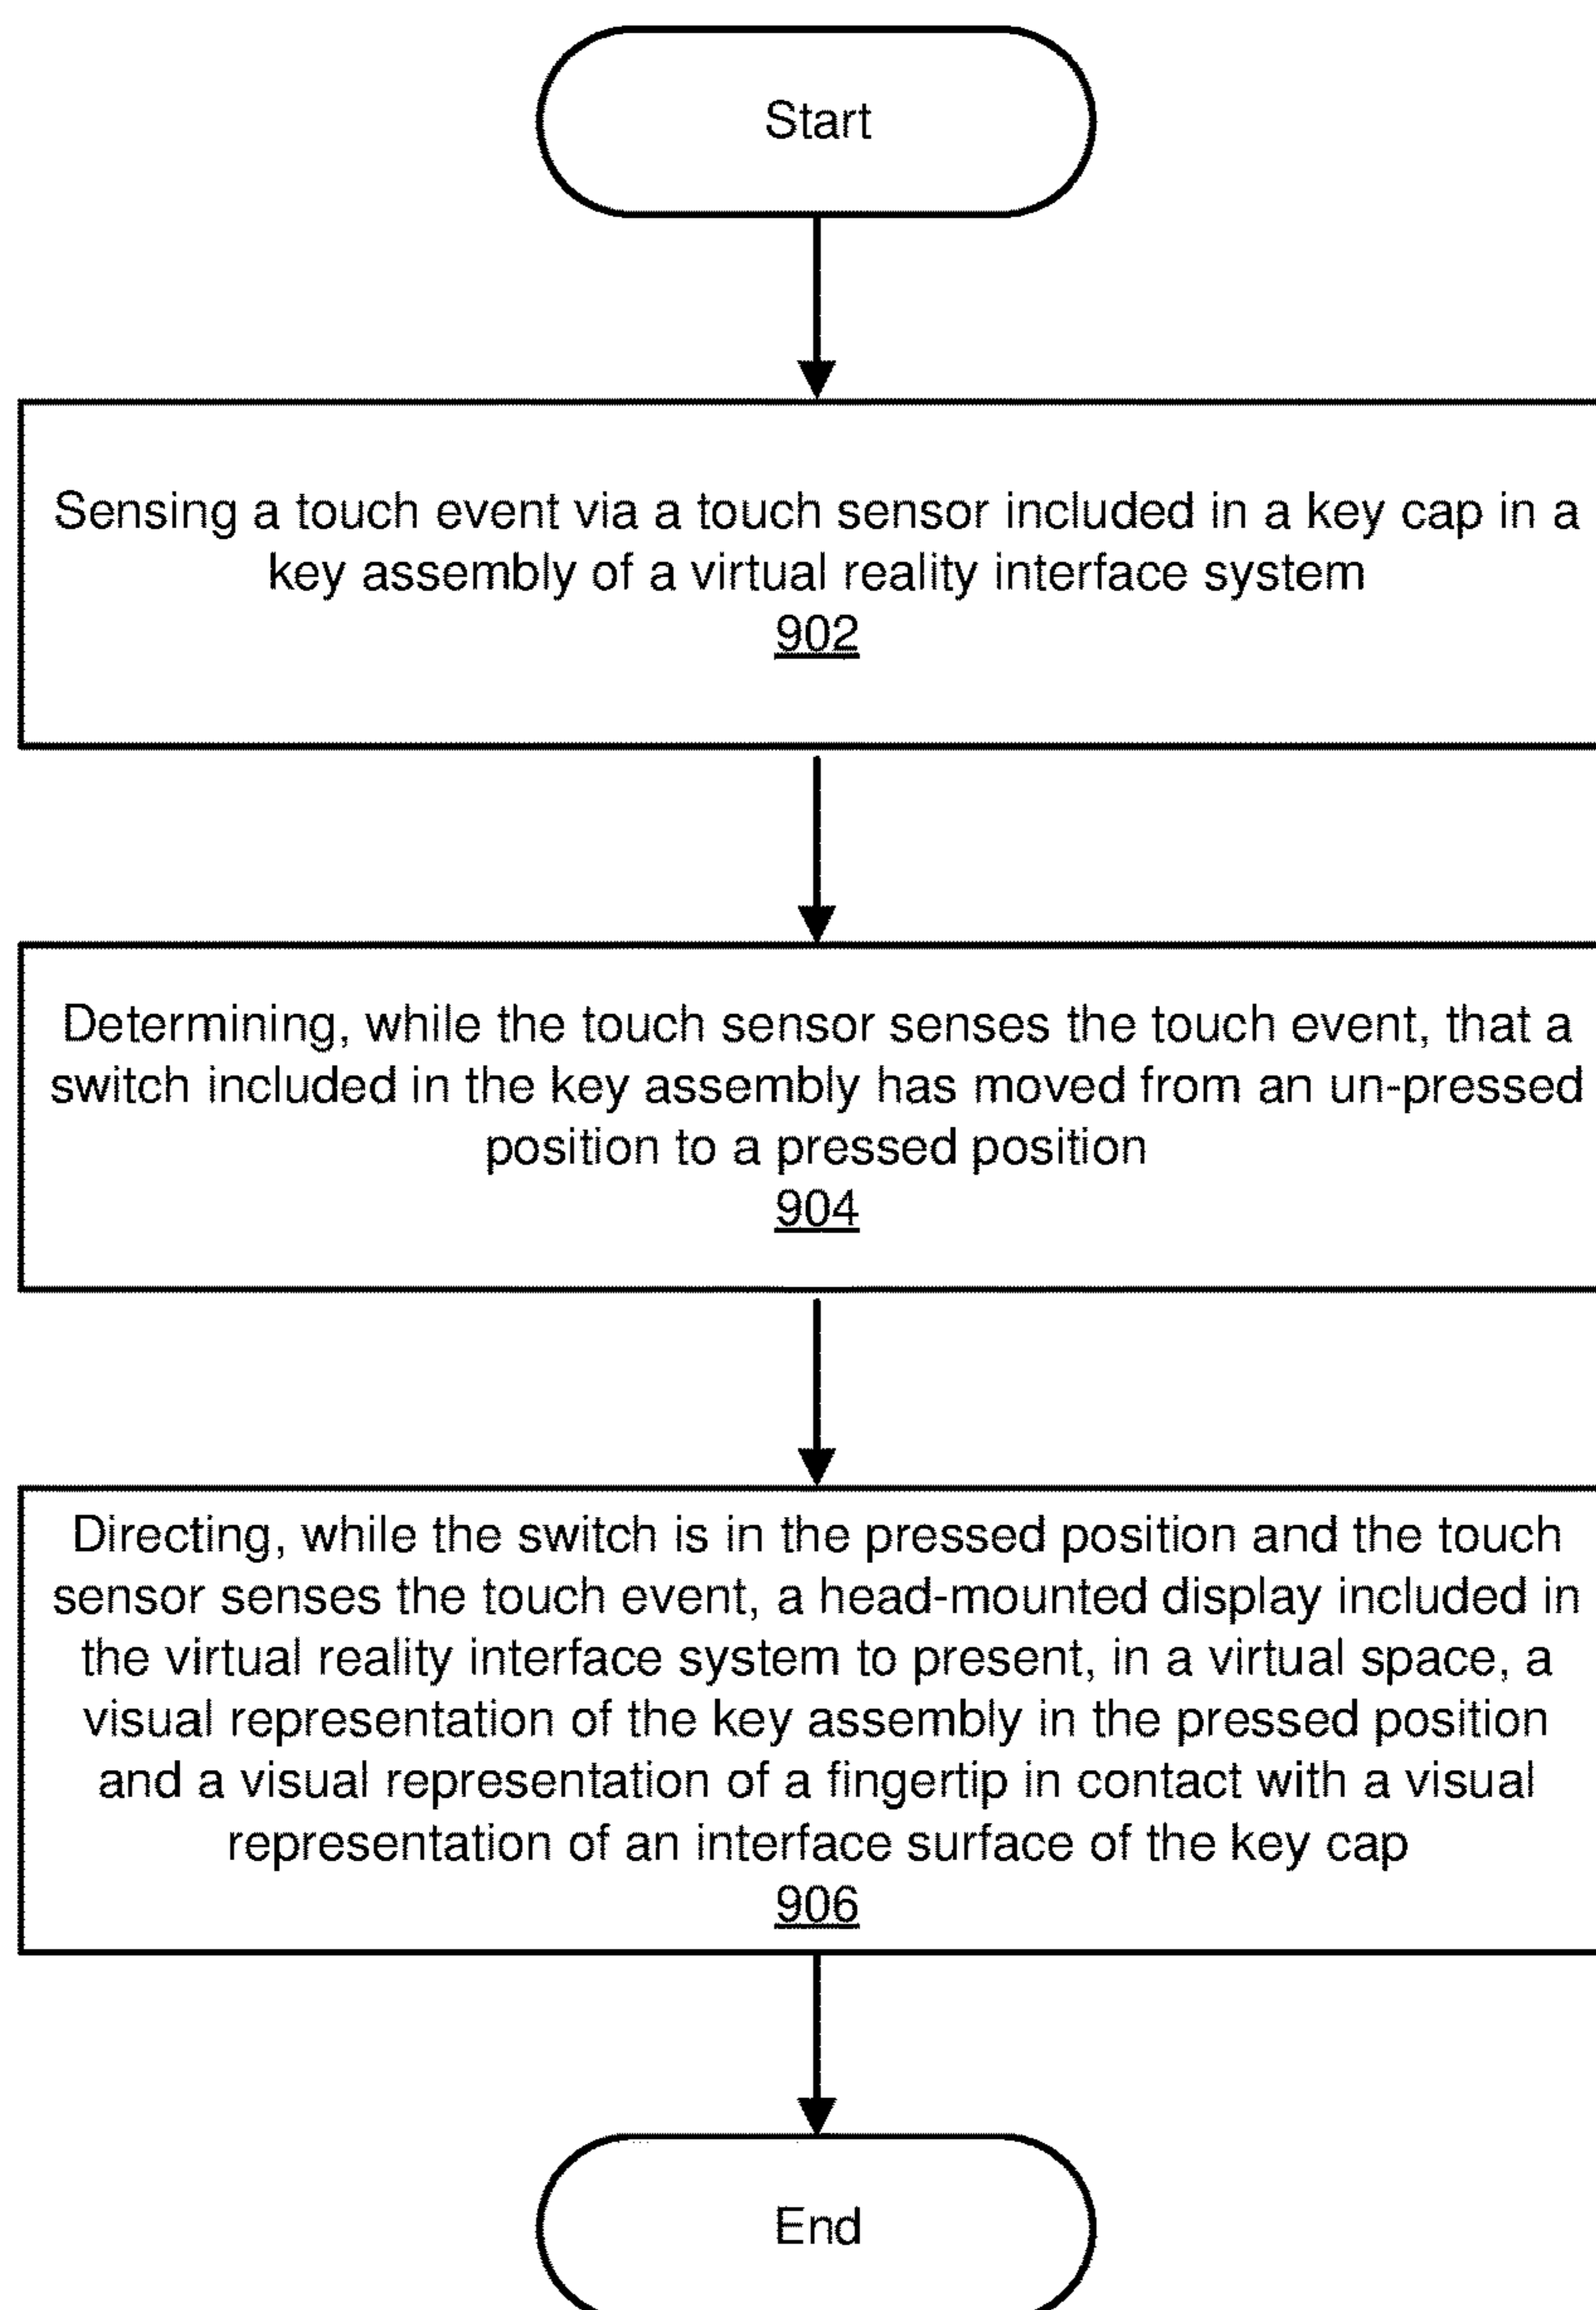 Start
Sensing a touch event via a touch sensor included in a key cap in a
key assembly of a virtual reality interface system
902
Determining, while the touch sensor senses the touch event, that a
switch included in the key assembly has moved from an un-pressed
position to a pressed position
904
Directing, while the switch is in the pressed position and the touch
sensor senses the touch event, a head-mounted display included in
the virtual reality interface system to present, in a virtual space, a
visual representation of the key assembly in the pressed position
and a visual representation of a fingertip in contact with a visual
representation of an interface surface of the key cap
906
End